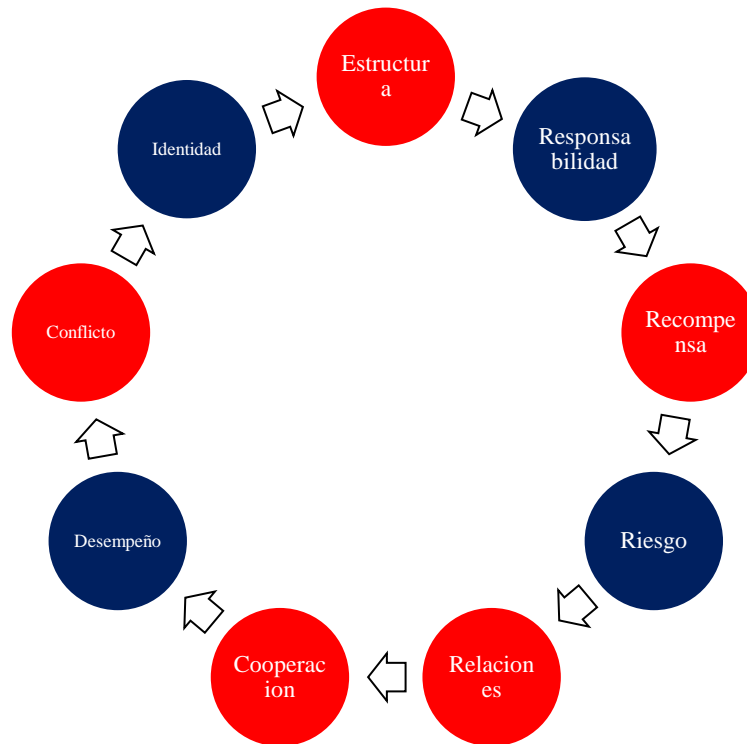 Estructur
a
Responsa
bilidad
Recompe
nsa
Riesgo
Relacion
es
Cooperac
ion
Desempeño
Conflicto
Identidad